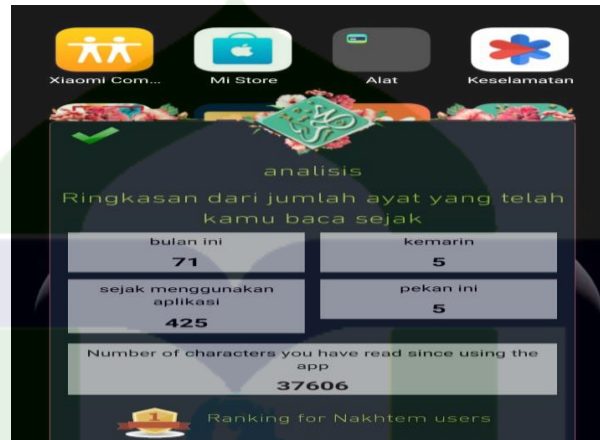 Xiaomi Com... Mi Store Alat Keselamatan
analisis
Ringkasan dari jumlah ayat yang telah
kamu baca sejak
bulan ini
71
kemarin
5
sejak menggunakan
aplikasi
425
pekan ini
5
Number of characters you have read since using the
app
37606
1
Ranking for Nakhtem users